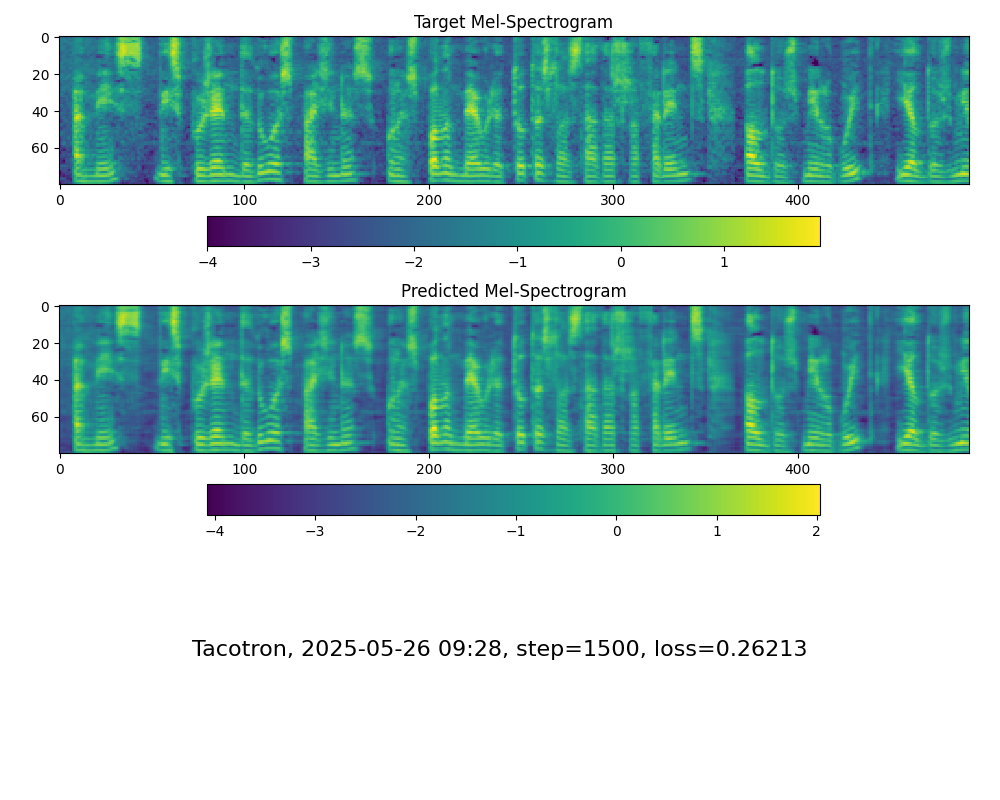 Target Mel-Spectrogram
0
20
40
60
0 100 200 300 400
−4 −3 −2 −1 0 1
Predicted Mel-Spectrogram
0
20
40
60
0 100 200 300 400
−4 −3 −2 −1 0 1 2
Tacotron, 2025-05-26 09:28, step=1500, loss=0.26213